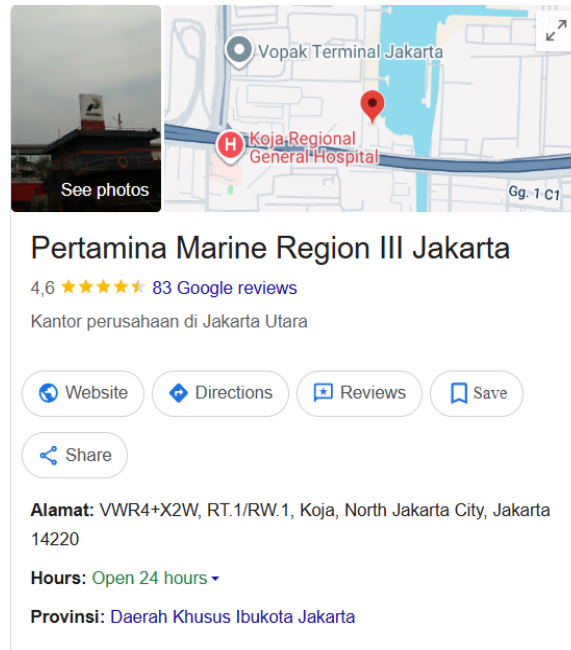 Vopak Terminal Jakarta
Koja Regional
General Hospital
H
Gg. 1 C1
See photos
Pertamina Marine Region III Jakarta
4,6 83 Google reviews
Kantor perusahaan di Jakarta Utara
Website Directions Reviews Save
Share
Alamat: VWR4+X2W, RT.1/RW.1, Koja, North Jakarta City, Jakarta
14220
Hours: Open 24 hours
Provinsi: Daerah Khusus Ibukota Jakarta